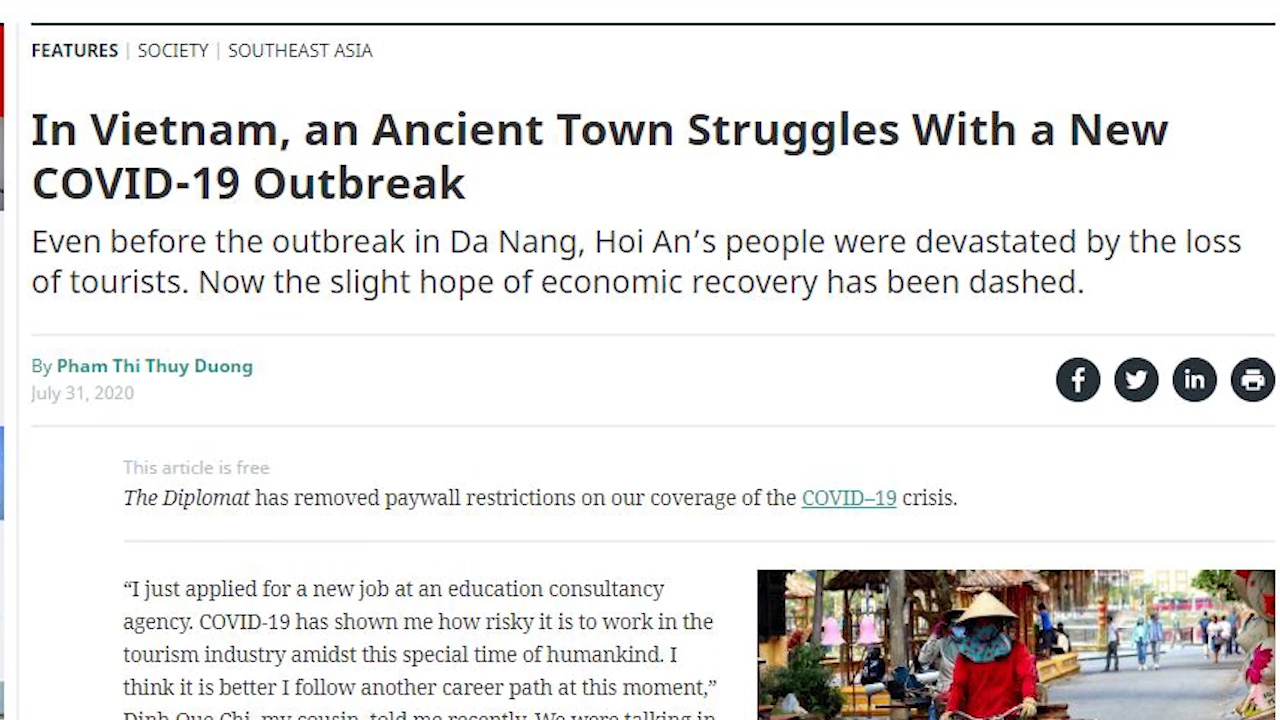 FEATURES | SOCIETY | SOUTHEAST ASIA
In Vietnam, an Ancient Town Struggles With a New
COVID-19 Outbreak
Even before the outbreak in Da Nang, Hoi An’s people were devastated by the loss
of tourists. Now the slight hope of economic recovery has been dashed.
By Pham Thi Thuy Duong
July 31, 2020
This article is free
The Diplomat has removed paywall restrictions on our coverage of the COVID–19 crisis.
“I just applied for a new job at an education consultancy
agency. COVID-19 has shown me how risky it is to work in the
tourism industry amidst this special time of humankind. I
think it is better I follow another career path at this moment,”
Dinh Que Chi, my cousin, told me recently. We were talking in